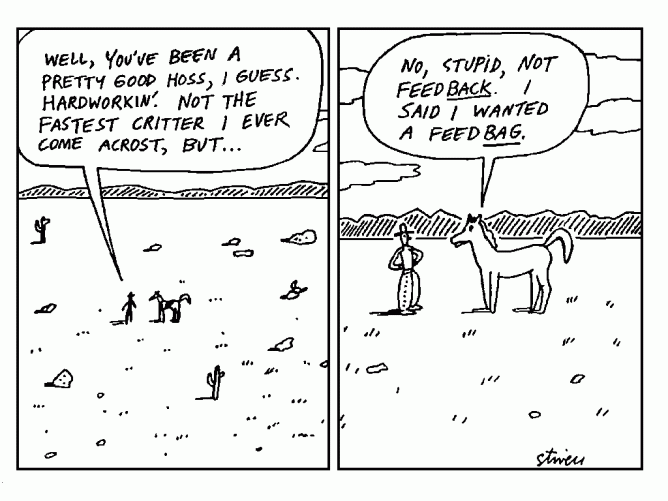 WELL, YOU'VE BEEN A
PRETTY GOOD HOSS, I GUESS.
HARDWORKIN'. NOT THE
FASTEST CRITTER I EVER
COME ACROST, BUT...
NO, STUPID, NOT
FEEDBACK. I
SAID I WANTED
A FEEDBAG.